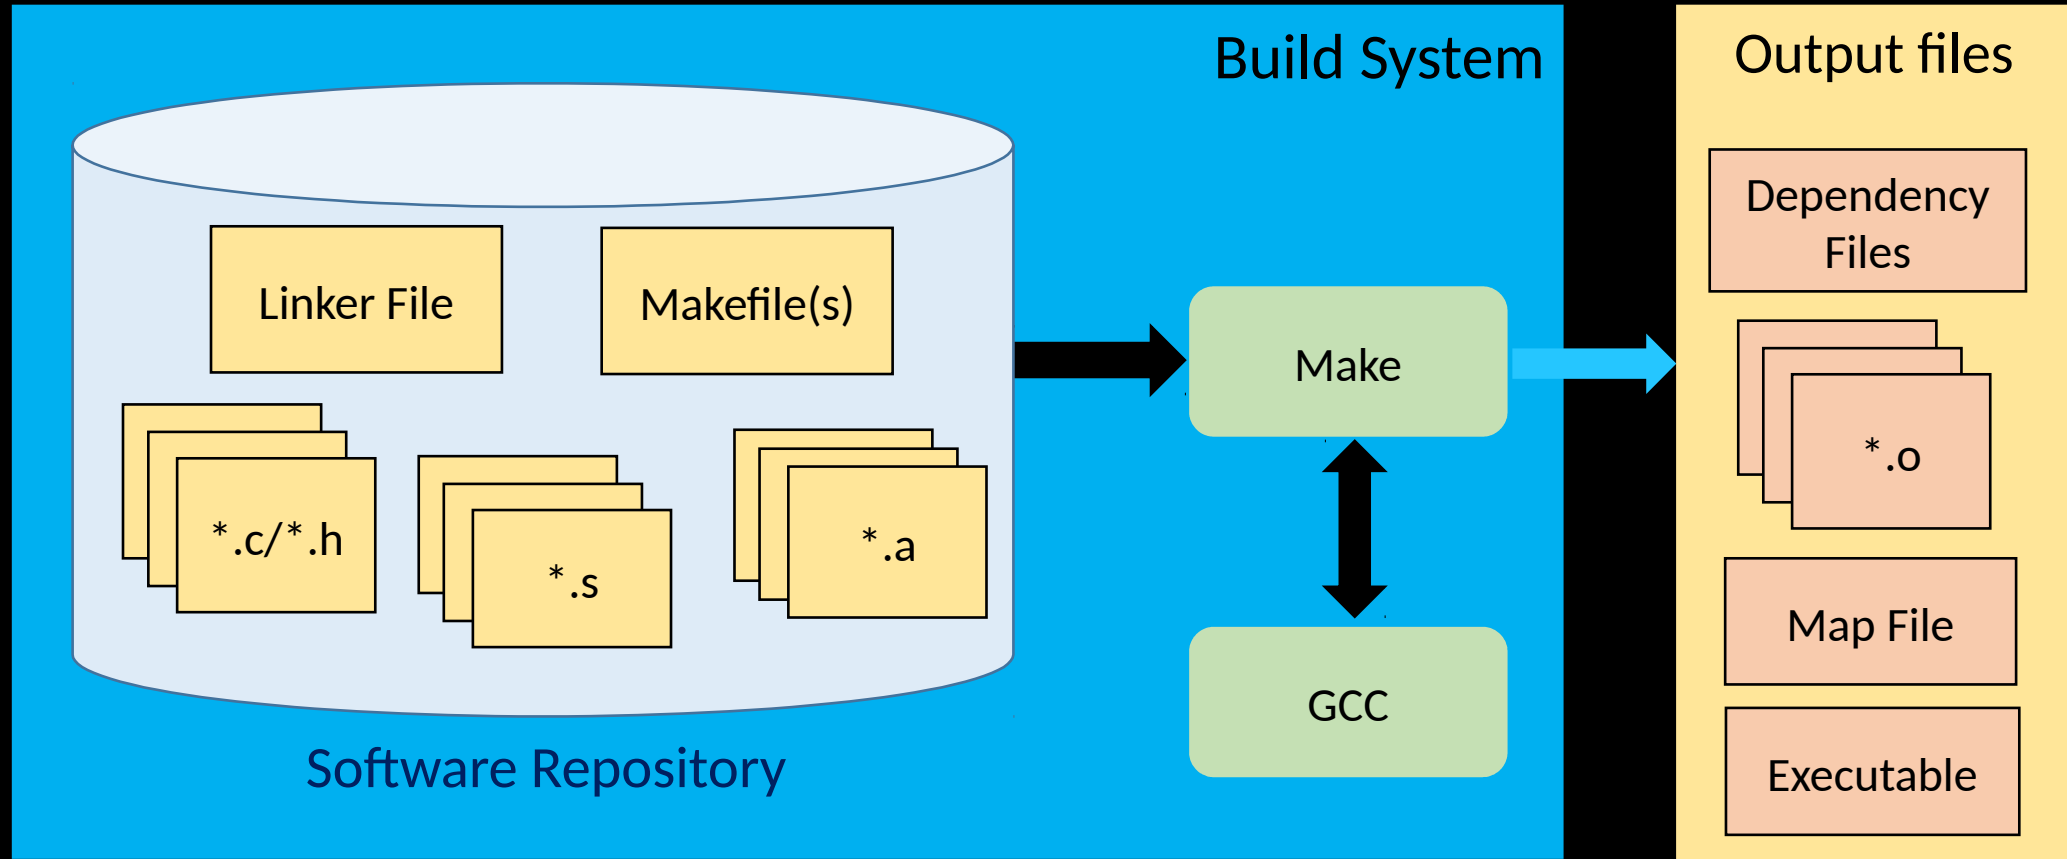 Build System
Output files
Linker File
Makefile(s)
*.c/*.h
*.s
*.a
Software Repository
Make
GCC
Dependency
Files
*.o
Map File
Executable